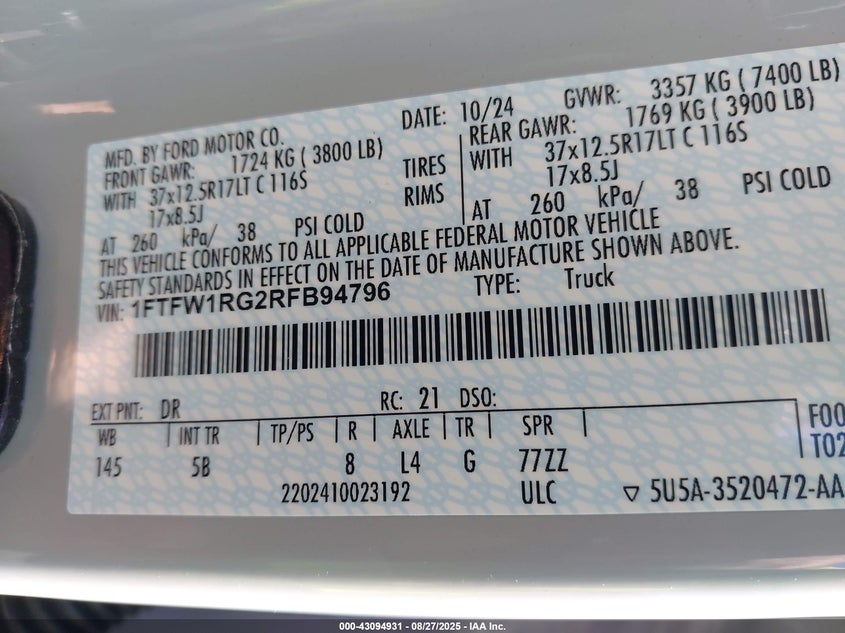 MFD. BY FORD MOTOR CO. DATE: 10/24 GVWR: 3357 KG ( 7400 LB)
FRONT GAWR: 1724 KG ( 3800 LB) REAR GAWR: 1769 KG ( 3900 LB)
WITH 37x12.5R17LT C 116S TIRES WITH 37x12.5R17LT C 116S
17x8.5J RIMS 17x8.5J
AT 260 kPa/ 38 PSI COLD AT 260 kPa/ 38 PSI COLD
THIS VEHICLE CONFORMS TO ALL APPLICABLE FEDERAL MOTOR VEHICLE
SAFETY STANDARDS IN EFFECT ON THE DATE OF MANUFACTURE SHOWN ABOVE.
VIN: 1FTFW1RG2RFB94796 TYPE: Truck
EXT PNT: DR RC: 21 DSO:
WB INT TR TP/PS R AXLE TR SPR F00
145 5B 8 L4 G 77ZZ T02
2202410023192 ULC ▽ 5U5A-3520472-AA
000-43094931 - 08/27/2025 - IAA Inc.